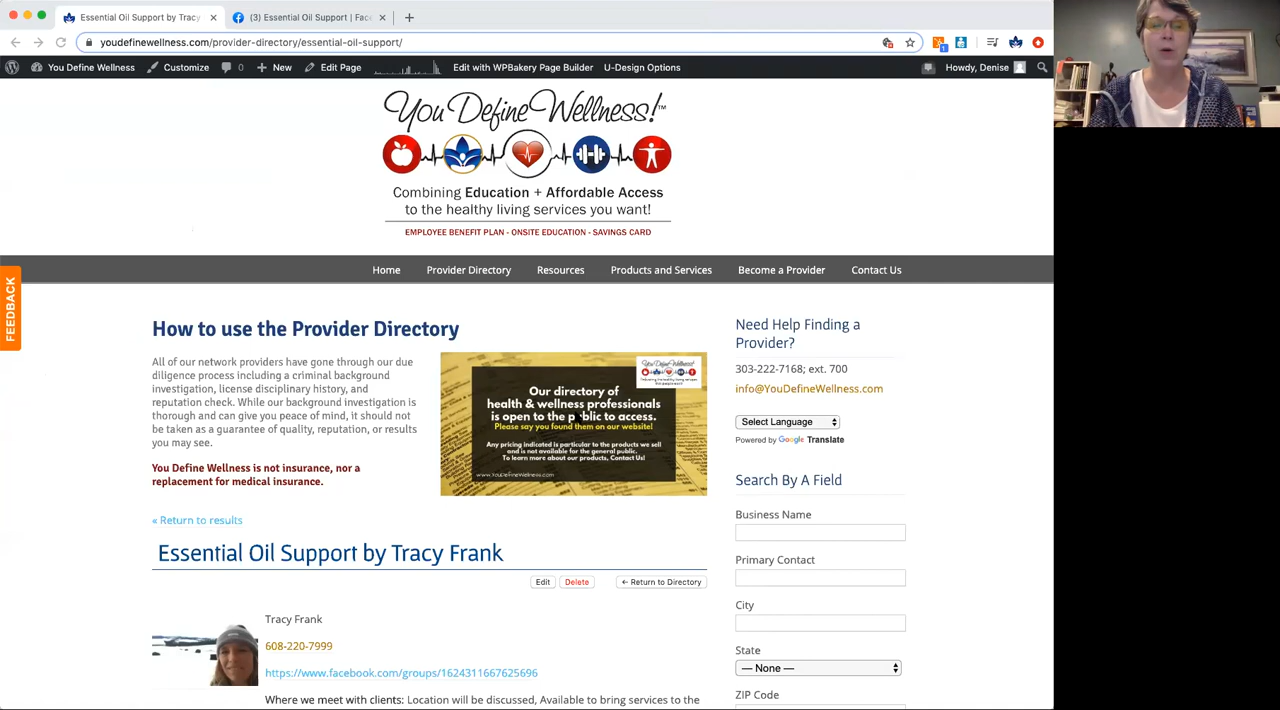 Essential Oil Support by Tracy
(3) Essential Oil Support | Face
youdefinewellness.com/provider-directory/essential-oil-support/
1
You Define Wellness
Customize
0
New
Edit Page
Edit with WPBakery Page Builder
U-Design Options
Howdy, Denise
You Define Wellness!™
Combining Education + Affordable Access
to the healthy living services you want!
EMPLOYEE BENEFIT PLAN - ONSITE EDUCATION - SAVINGS CARD
Home
Provider Directory
Resources
Products and Services
Become a Provider
Contact Us
FEEDBACK
How to use the Provider Directory
All of our network providers have gone through our due
diligence process including a criminal background
investigation, license disciplinary history, and
reputation check. While our background investigation is
thorough and can give you peace of mind, it should not
be taken as a guarantee of quality, reputation, or results
you may see.
You Define Wellness is not insurance, nor a
replacement for medical insurance.
You Define Wellness!
Our directory of
health & wellness professionals
is open to the public to access.
Please say you found them on our website!
Any pricing indicated is particular to the products we sell
and is not available for the general public.
To learn more about our products, Contact Us!
www.YouDefineWellness.com
« Return to results
Essential Oil Support by Tracy Frank
Edit
Delete
← Return to Directory
Tracy Frank
608-220-7999
https://www.facebook.com/groups/1624311667625696
Where we meet with clients: Location will be discussed, Available to bring services to the
Need Help Finding a
Provider?
303-222-7168; ext. 700
info@YouDefineWellness.com
Select Language
Powered by Google Translate
Search By A Field
Business Name
Primary Contact
City
State
— None —
ZIP Code